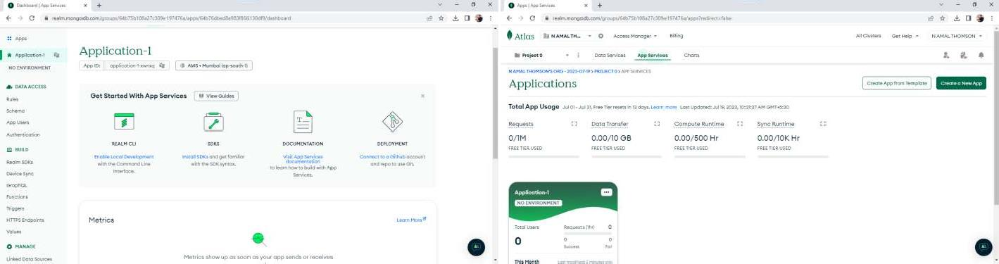 Dashboard | App Services
realm.mongodb.com/groups/64b75b108a27c309e197476a/apps/64b76dbed8e983f866130df9/dashboard
Apps
Application-1
NO ENVIRONMENT
DATA ACCESS
Rules
Schema
App Users
Authentication
BUILD
Realm SDKs
Device Sync
GraphQL
Functions
Triggers
HTTPS Endpoints
Values
MANAGE
Linked Data Sources
Application-1
App ID: application-1-xwnxq
AWS • Mumbai (ap-south-1)
Get Started With App Services
View Guides
REALM CLI
Enable Local Development
with the Command Line
Interface.
SDKS
Install SDKs and get familiar
with the SDK syntax.
DOCUMENTATION
Visit App Services
documentation
to learn how to build with App
Services.
DEPLOYMENT
Connect to a Github account
and repo to use Git.
Metrics
Learn More
Metrics show up as soon as your app sends or receives
Apps | App Services
realm.mongodb.com/groups/64b75b108a27c309e197476a/apps?redirect=false
Atlas
N AMAL TH...
Access Manager
Billing
All Clusters
Get Help
N AMAL THOMSON
Project 0
Data Services
App Services
Charts
N AMAL THOMSON'S ORG - 2023-07-19 > PROJECT 0 > APP SERVICES
Applications
Create App from Template
Create a New App
Total App Usage Jul 01 - Jul 31, Free Tier resets in 13 days. Learn more Last Updated: Jul 19, 2023, 10:31:37 AM GMT+5:30
Requests
0/1M
FREE TIER USED
Data Transfer
0.00/10 GB
FREE TIER USED
Compute Runtime
0.00/500 Hr
FREE TIER USED
Sync Runtime
0.00/10K Hr
FREE TIER USED
Application-1
NO ENVIRONMENT
Total Users
0
Requests (1hr) 0
0 0
Success Fail
This Month
Last modified: 2 minutes ago